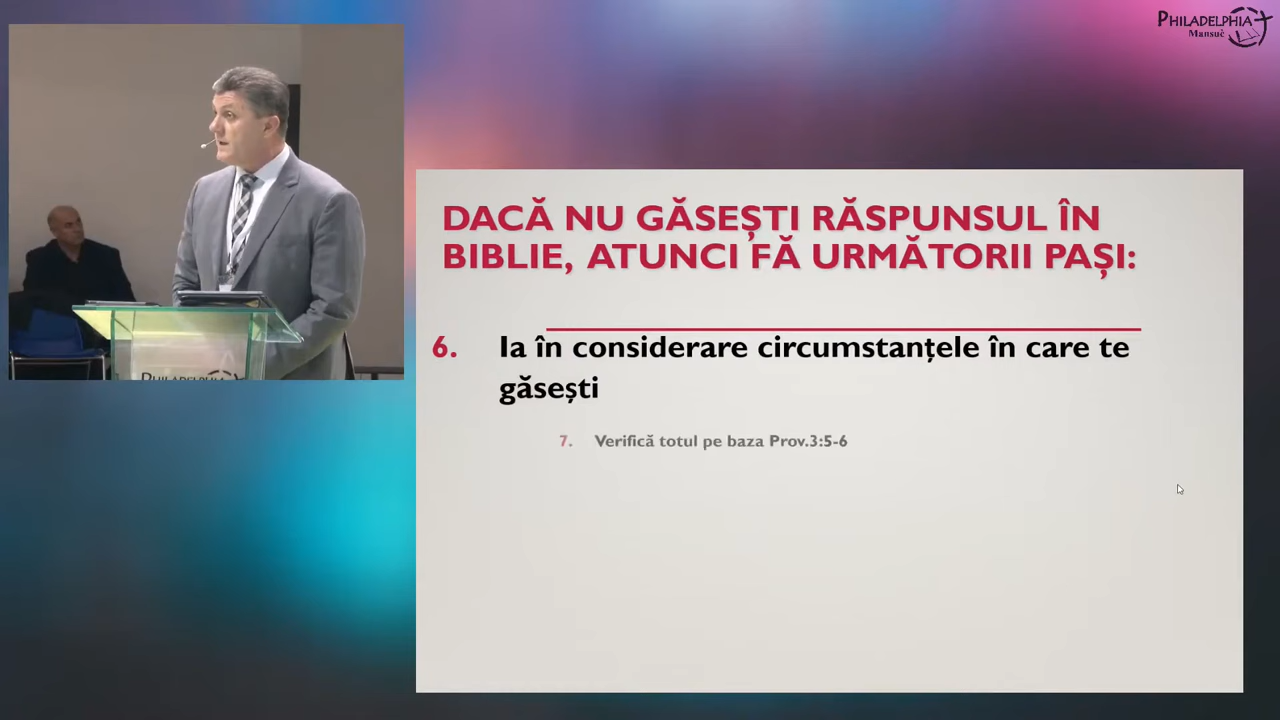 PHILADELPHIA
Mansuè
DACĂ NU GĂSEȘTI RĂSPUNSUL ÎN
BIBLIE, ATUNCI FĂ URMĂTORII PAȘI:
6. Ia în considerare circumstanțele în care te
găsești
7. Verifică totul pe baza Prov.3:5-6
PHILADELPHIA